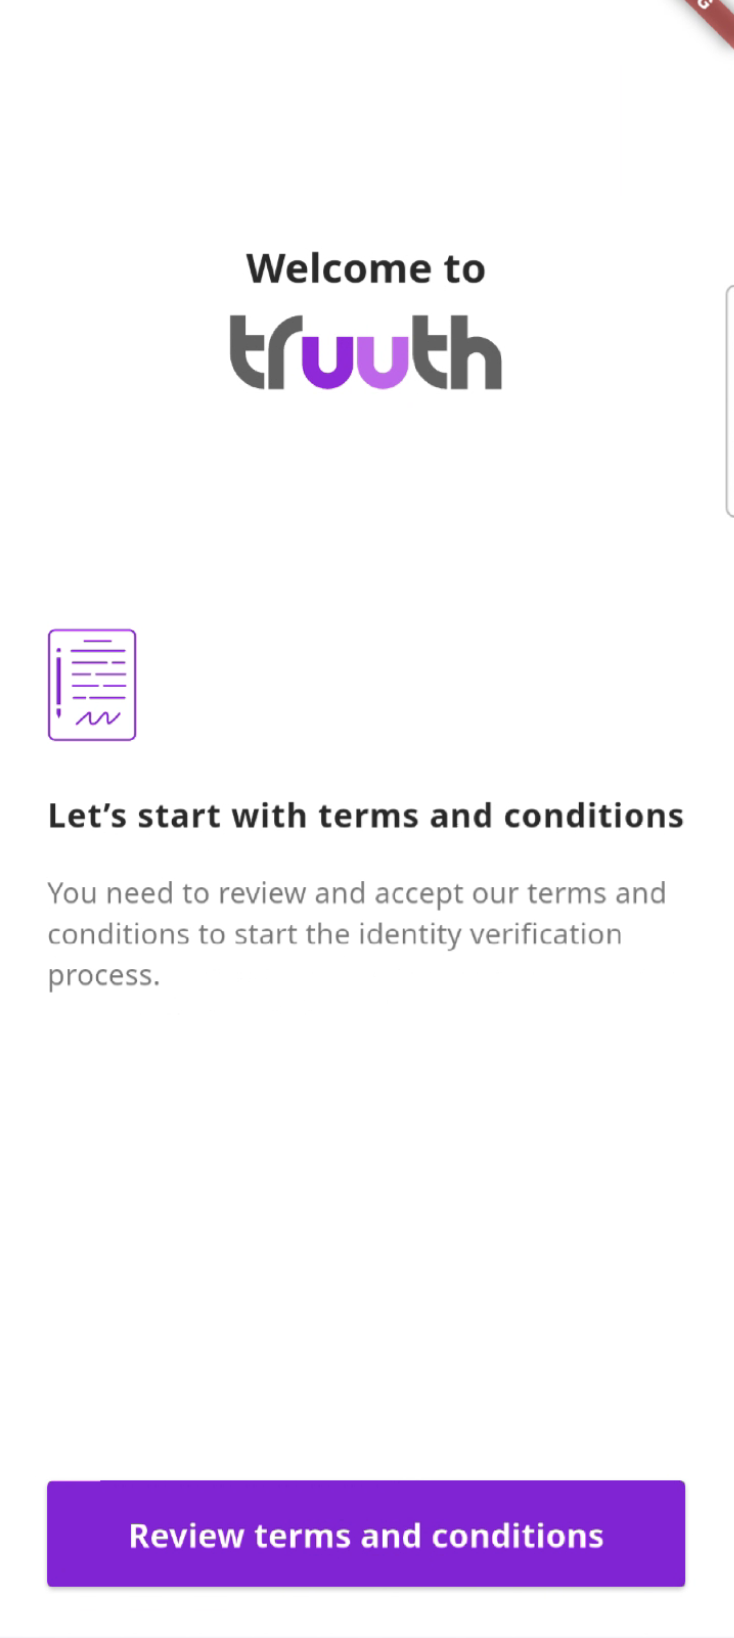 Welcome to
truuth
Let’s start with terms and conditions
You need to review and accept our terms and
conditions to start the identity verification
process.
Review terms and conditions